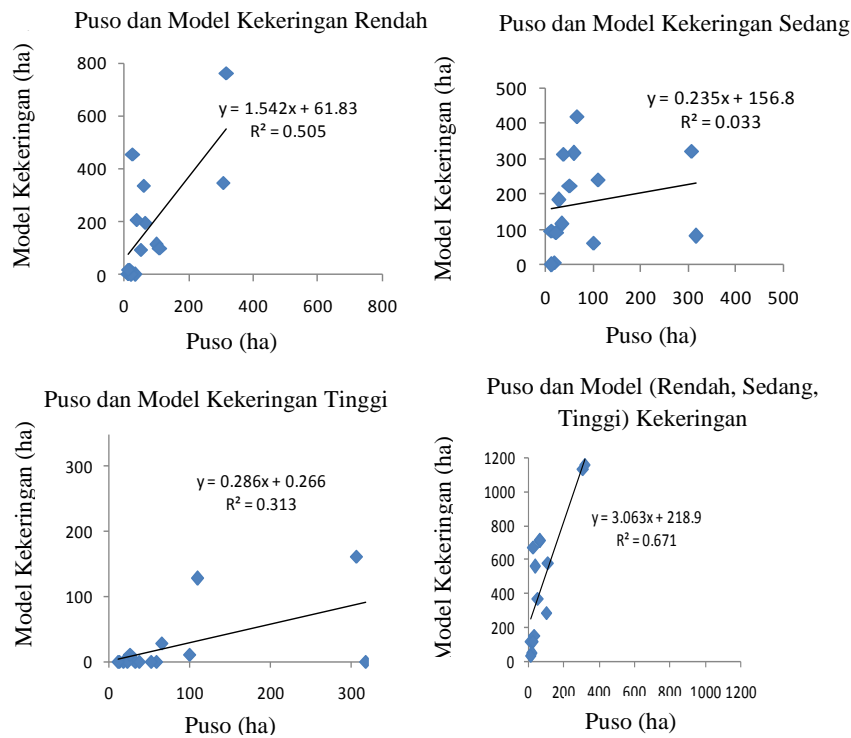 Puso dan Model Kekeringan Rendah
Model Kekeringan (ha)
800
600
400
200
0
y = 1.542x + 61.83
R² = 0.505
0 200 400 600 800
Puso (ha)
Puso dan Model Kekeringan Sedang
Model Kekeringan (ha)
500
400
300
200
100
0
y = 0.235x + 156.8
R² = 0.033
0 100 200 300 400 500
Puso (ha)
Puso dan Model Kekeringan Tinggi
Model Kekeringan (ha)
300
200
100
0
y = 0.286x + 0.266
R² = 0.313
0 100 200 300
Puso (ha)
Puso dan Model (Rendah, Sedang,
Tinggi) Kekeringan
Model Kekeringan (ha)
1200
1000
800
600
400
200
0
y = 3.063x + 218.9
R² = 0.671
0 200 400 600 800 1000 1200
Puso (ha)